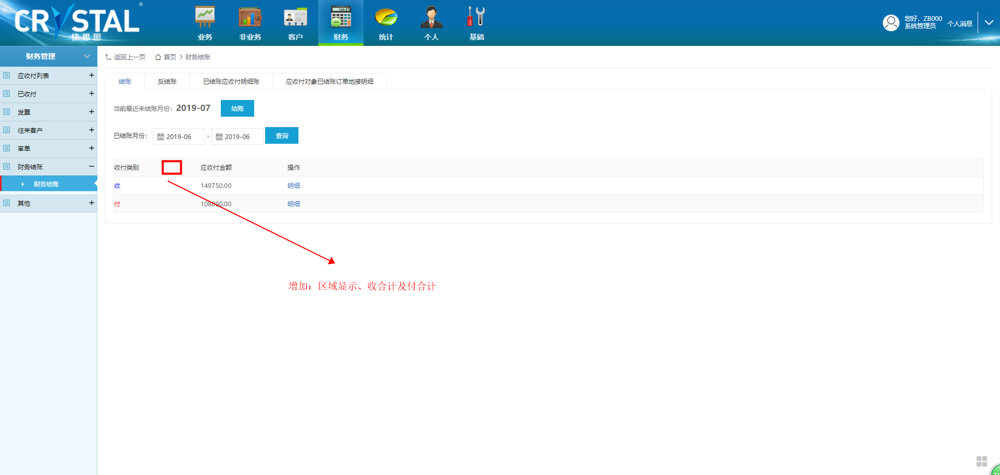 CRYSTAL®
快思图
业务 非业务 客户 财务 统计 个人 基础
您好，ZB000
系统管理员
个人消息
财务管理
应收付列表 +
已收付 +
发票 +
往来客户 +
审单 +
财务结账 −
财务结账
其他 +
返回上一页 首页 > 财务结账
结账 反结账 已结账应收付明细账 应收付对象已结账订单地接明细
当前最近未结账月份：2019-07 结账
已结账月份： 2019-06 - 2019-06 查询
收付类别 应收付金额 操作
收 149750.00 明细
付 108890.00 明细
增加：区域显示、收合计及付合计